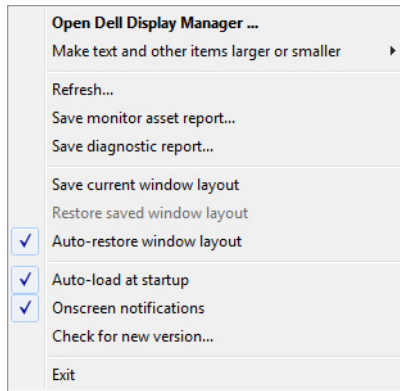 Open Dell Display Manager ...
Make text and other items larger or smaller
Refresh...
Save monitor asset report...
Save diagnostic report...
Save current window layout
Restore saved window layout
Auto-restore window layout
Auto-load at startup
Onscreen notifications
Check for new version...
Exit